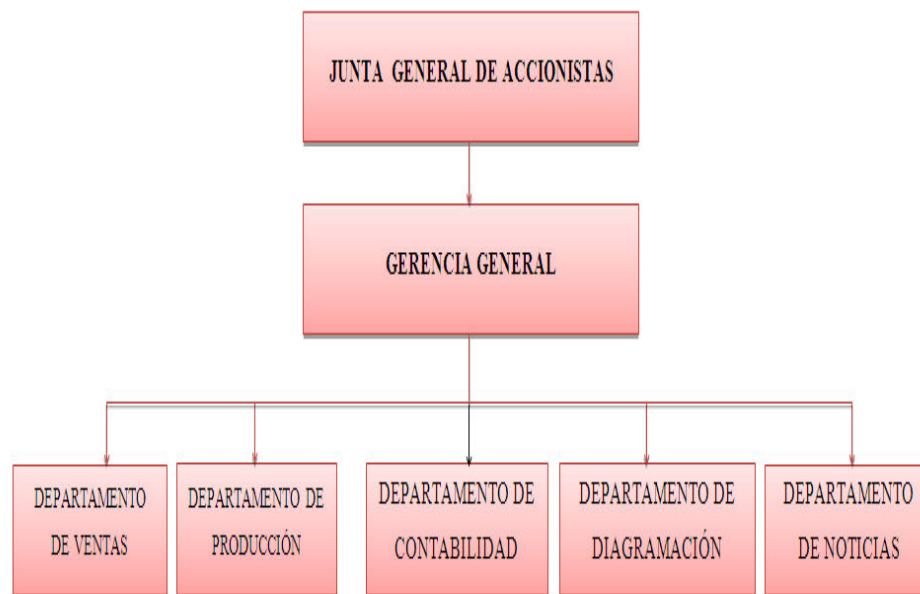 JUNTA GENERAL DE ACCIONISTAS
GERENCIA GENERAL
DEPARTAMENTO
DE VENTAS
DEPARTAMENTO DE
PRODUCCIÓN
DEPARTAMENTO DE
CONTABILIDAD
DEPARTAMENTO DE
DIAGRAMACIÓN
DEPARTAMENTO
DE NOTICIAS